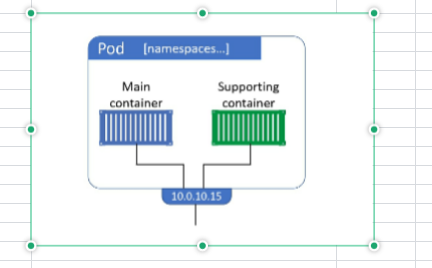 Pod [namespaces...]
Main
container
Supporting
container
10.0.10.15